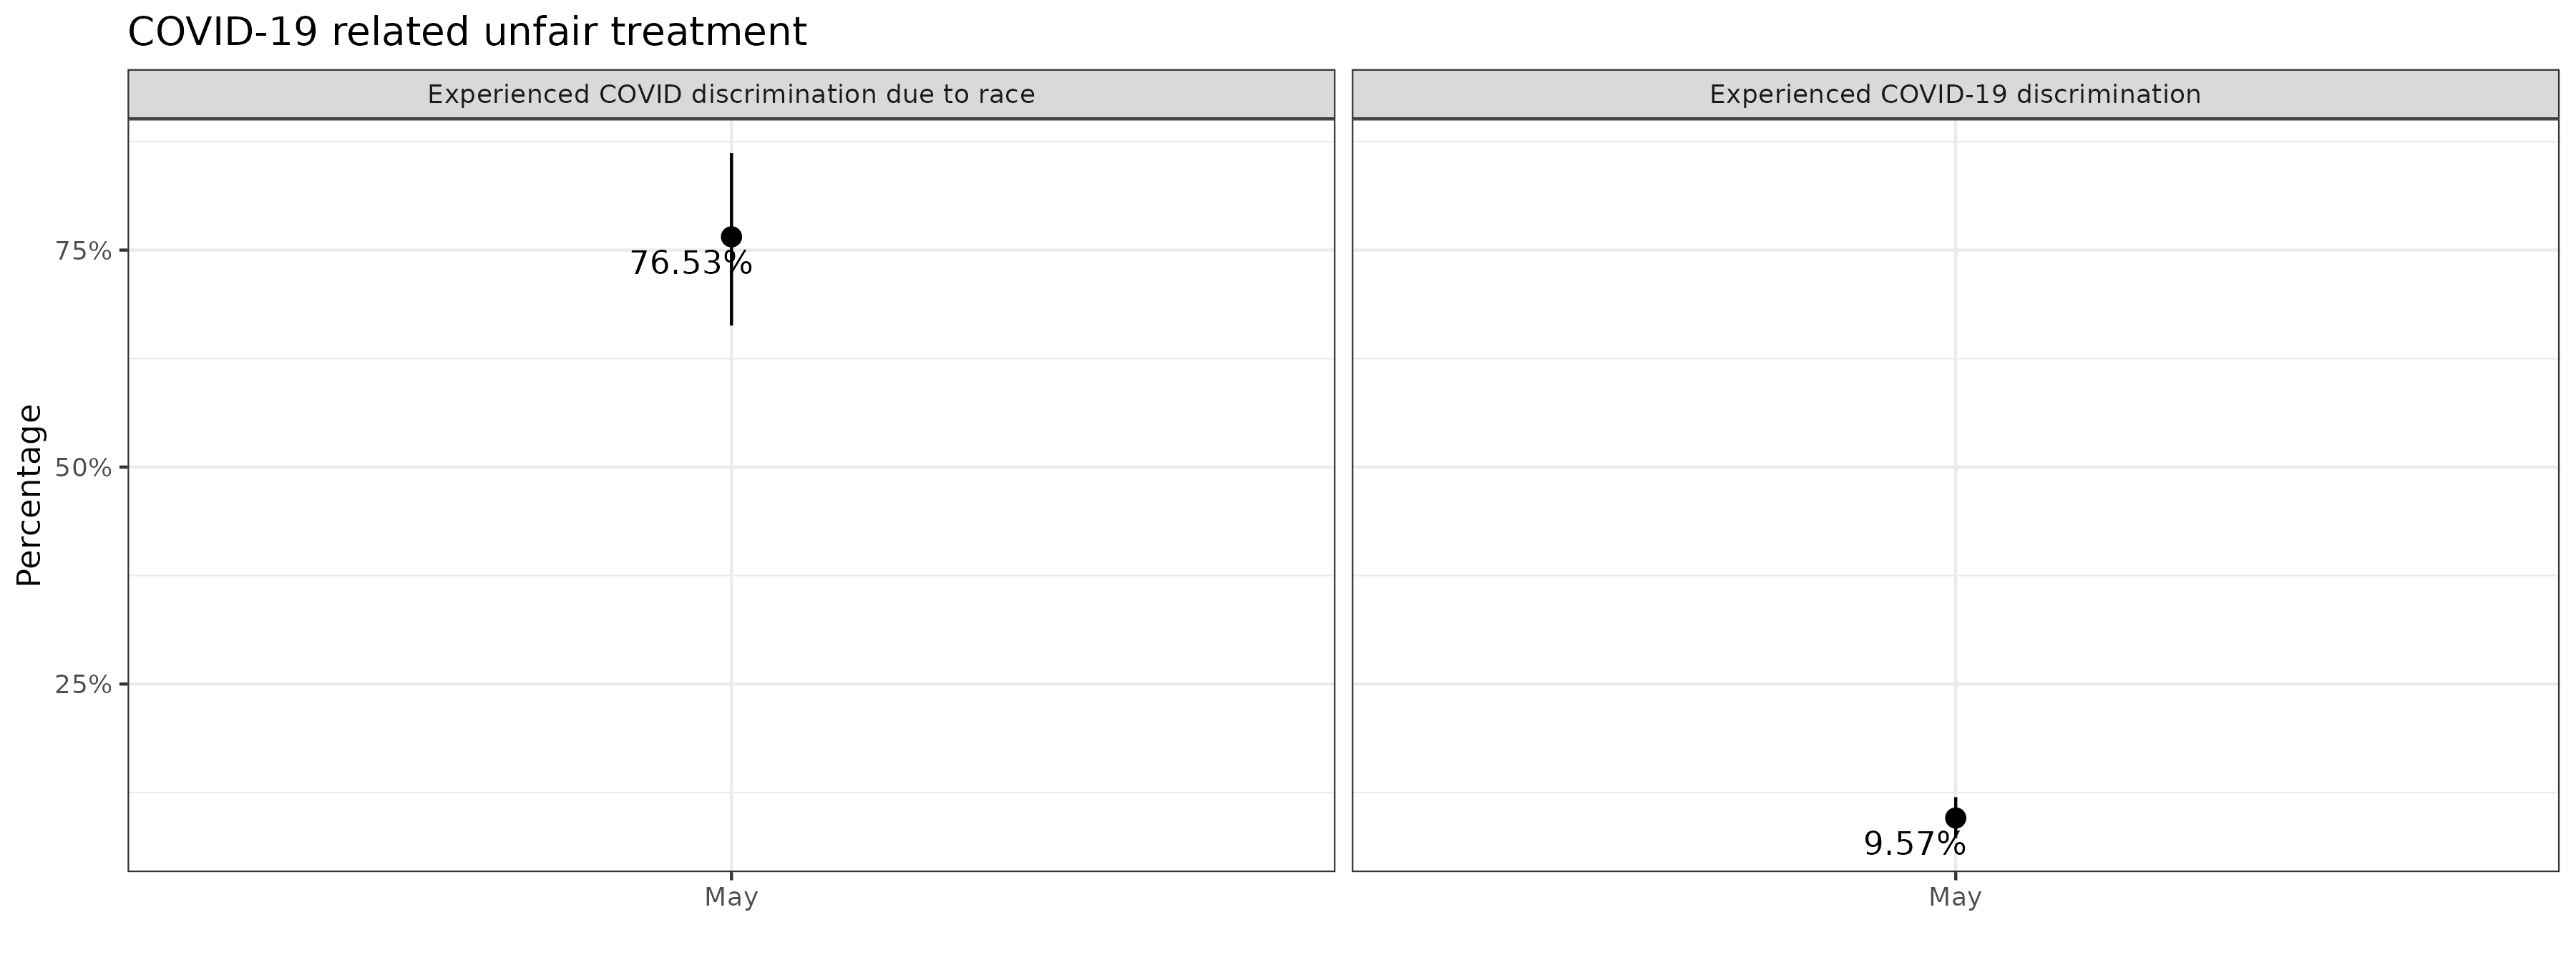 COVID-19 related unfair treatment
Experienced COVID discrimination due to race
Experienced COVID-19 discrimination
Percentage
75%
50%
25%
76.53%
9.57%
May
May